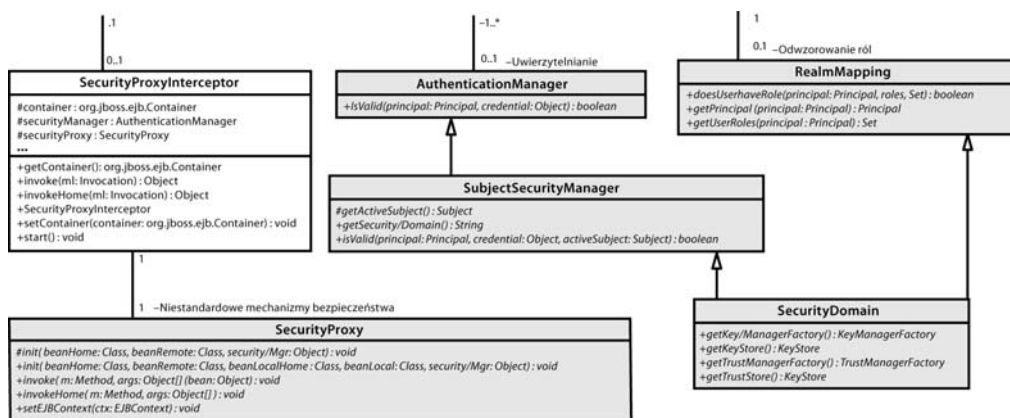 .1
0..1
SecurityProxyInterceptor
#container : org.jboss.ejb.Container
#securityManager : AuthenticationManager
#securityProxy : SecurityProxy
...
+getContainer(): org.jboss.ejb.Container
+invoke(ml: Invocation) : Object
+invokeHome(ml: Invocation) : Object
+SecurityProxyInterceptor
+setContainer(container: org.jboss.ejb.Container) : void
+start() : void
1
1 –Niestandardowe mechanizmy bezpieczeństwa
SecurityProxy
#init( beanHome: Class, beanRemote: Class, security/Mgr: Object) : void
+init( beanHome: Class, beanRemote: Class, beanLocalHome : Class, beanLocal: Class, security/Mgr: Object) : void
+invoke( m: Method, args: Object[] (bean: Object) : void
+invokeHome( m: Method, args: Object[] ) : void
+setEJBContext(ctx: EJBContext) : void
–1..*
0..1 –Uwierzytelnianie
AuthenticationManager
+IsValid(principal: Principal, credential: Object) : boolean
SubjectSecurityManager
#getActiveSubject() : Subject
+getSecurity/Domain() : String
+isValid(principal: Principal, credential: Object, activeSubject: Subject) : boolean
1
0.1 –Odwzorowanie ról
RealmMapping
+doesUserhaveRole(principal: Principal, roles, Set) : boolean
+getPrincipal (principal: Principal) : Principal
+getUserRoles(principal : Principal) : Set
SecurityDomain
+getKey/ManagerFactory() : KeyManagerFactory
+getKeyStore() : KeyStore
+getTrustManagerFactory() : TrustManagerFactory
+getTrustStore() : KeyStore